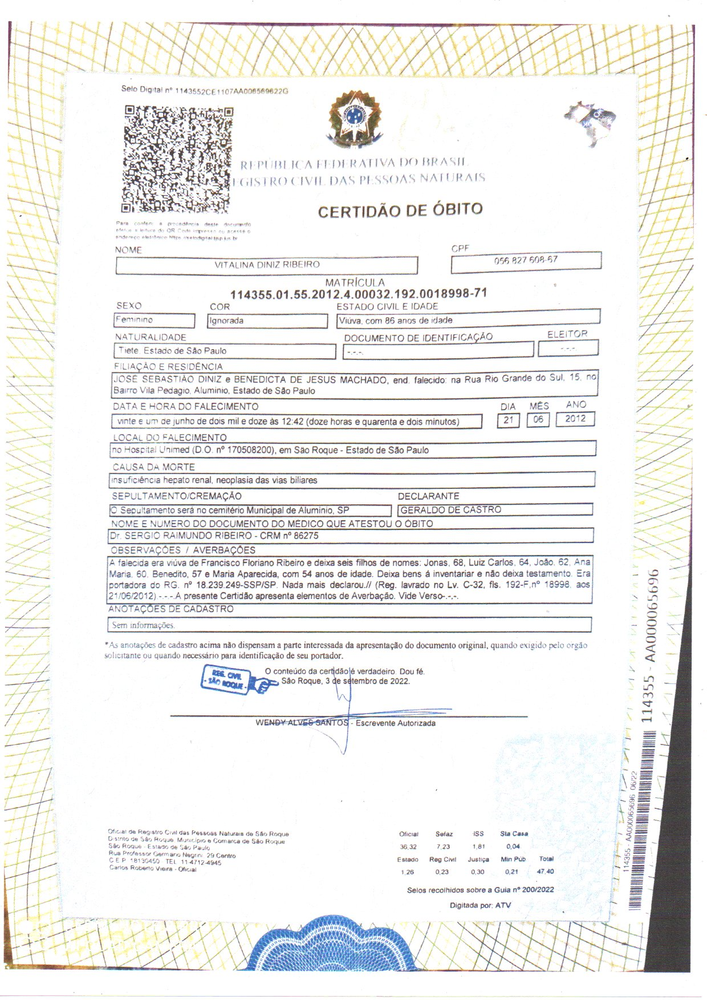 Selo Digital nº 1143552CE1107AA006569622G
REPÚBLICA FEDERATIVA DO BRASIL
EGISTRO CIVIL DAS PESSOAS NATURAIS
CERTIDÃO DE ÓBITO
Para conferir a procedência deste documento
efetue a leitura do QR Code impresso ou acesse o
endereço eletrônico https://selodigital.tjsp.jus.br
NOME
CPF
VITALINA DINIZ RIBEIRO
056 827 608-67
MATRÍCULA
114355.01.55.2012.4.00032.192.0018998-71
SEXO COR ESTADO CIVIL E IDADE
Feminino Ignorada Viúva, com 86 anos de idade
NATURALIDADE DOCUMENTO DE IDENTIFICAÇÃO ELEITOR
Tiete, Estado de São Paulo -.-.-. -.-.-.
FILIAÇÃO E RESIDÊNCIA
JOSÉ SEBASTIÃO DINIZ e BENEDICTA DE JESUS MACHADO, end. falecido: na Rua Rio Grande do Sul, 15, no
Bairro Vila Pedagio, Aluminio, Estado de São Paulo
DATA E HORA DO FALECIMENTO DIA MÊS ANO
vinte e um de junho de dois mil e doze às 12:42 (doze horas e quarenta e dois minutos) 21 06 2012
LOCAL DO FALECIMENTO
no Hospital Unimed (D.O. nº 170508200), em São Roque - Estado de São Paulo
CAUSA DA MORTE
insuficiência hepato renal, neoplasia das vias biliares
SEPULTAMENTO/CREMAÇÃO DECLARANTE
O Sepultamento será no cemitério Municipal de Aluminio, SP GERALDO DE CASTRO
NOME E NUMERO DO DOCUMENTO DO MÉDICO QUE ATESTOU O ÓBITO
Dr. SERGIO RAIMUNDO RIBEIRO - CRM nº 86275
OBSERVAÇÕES / AVERBAÇÕES
A falecida era viúva de Francisco Floriano Ribeiro e deixa seis filhos de nomes: Jonas, 68, Luiz Carlos, 64, João, 62, Ana
Maria, 60, Benedito, 57 e Maria Aparecida, com 54 anos de idade. Deixa bens á inventariar e não deixa testamento. Era
portadora do RG. nº 18.239.249-SSP/SP. Nada mais declarou.// (Reg. lavrado no Lv. C-32, fls. 192-F,nº 18998, aos
21/06/2012) -.-.-.A presente Certidão apresenta elementos de Averbação. Vide Verso-.-.-.
ANOTAÇÕES DE CADASTRO
Sem informações.
*As anotações de cadastro acima não dispensam a parte interessada da apresentação do documento original, quando exigido pelo orgão
solicitante ou quando necessário para identificação de seu portador.
O conteúdo da certidão é verdadeiro. Dou fé.
São Roque, 3 de setembro de 2022.
REG. CIVIL
- SÃO ROQUE -
WENDY ALVES SANTOS - Escrevente Autorizada
Oficial de Registro Civil das Pessoas Naturais de São Roque
Distrito de São Roque Município e Comarca de São Roque
São Roque - Estado de São Paulo
Rua Professor Germano Negrini, 29 Centro
C E P 18130450 TEL 11-4712-4945
Carlos Roberto Vieira - Oficial
Oficial Sefaz ISS Sta Casa
36,32 7,23 1,81 0,04
Estado Reg Civil Justiça Min Púb Total
1,26 0,23 0,30 0,21 47,40
Selos recolhidos sobre a Guia nº 200/2022
Digitada por: ATV
114355 - AA000065696
114355 - AA000065696 06/22